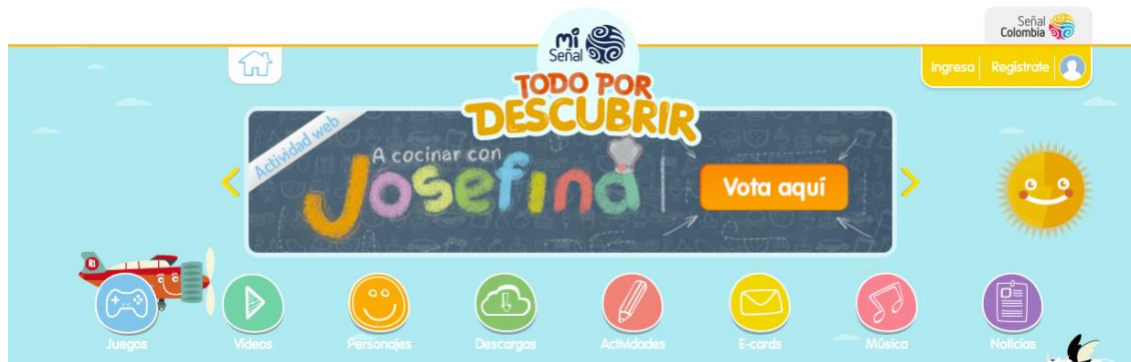 Señal
Colombia
mi
Señal
Ingresa
Regístrate
TODO POR
DESCUBRIR
Actividad web
A cocinar con
Josefina
Vota aquí
Juegos
Videos
Personajes
Descargas
Actividades
E-cards
Música
Noticias